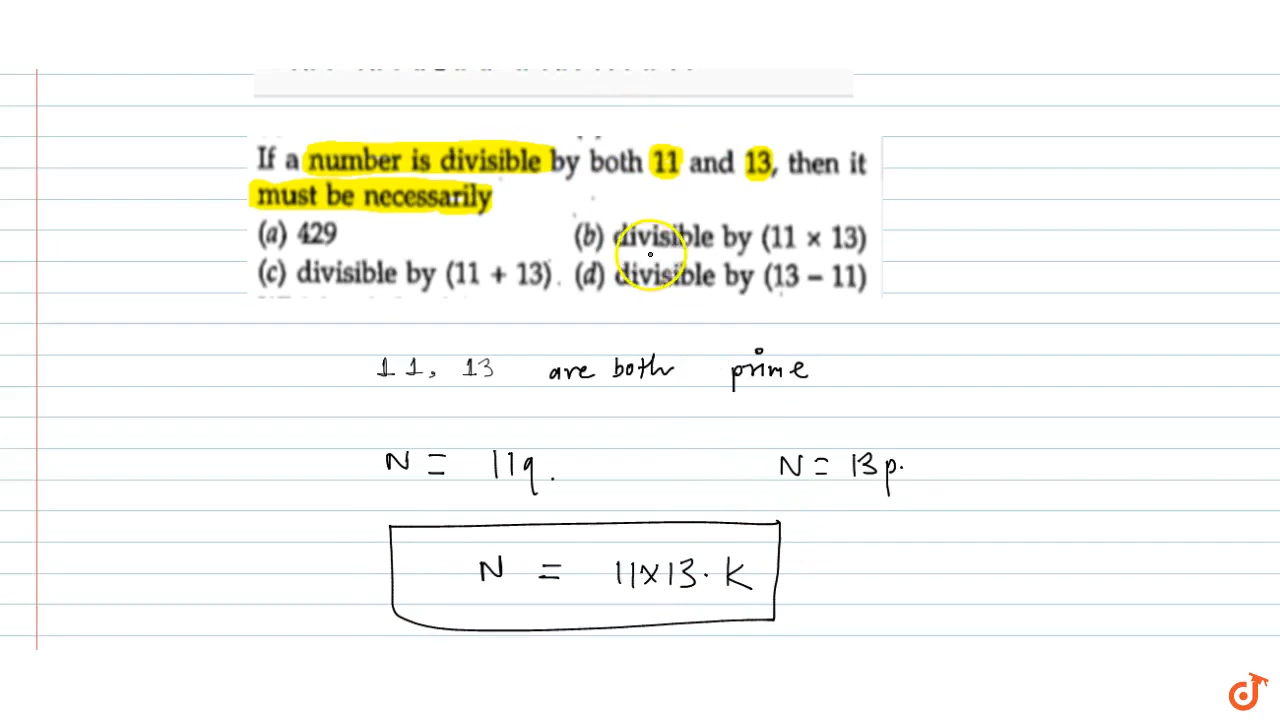 If a number is divisible by both 11 and 13, then it
must be necessarily
(a) 429 (b) divisible by (11 × 13)
(c) divisible by (11 + 13). (d) divisible by (13 – 11)
11, 13 are both prime
N = 11q. N = 13p.
N = 11×13. K